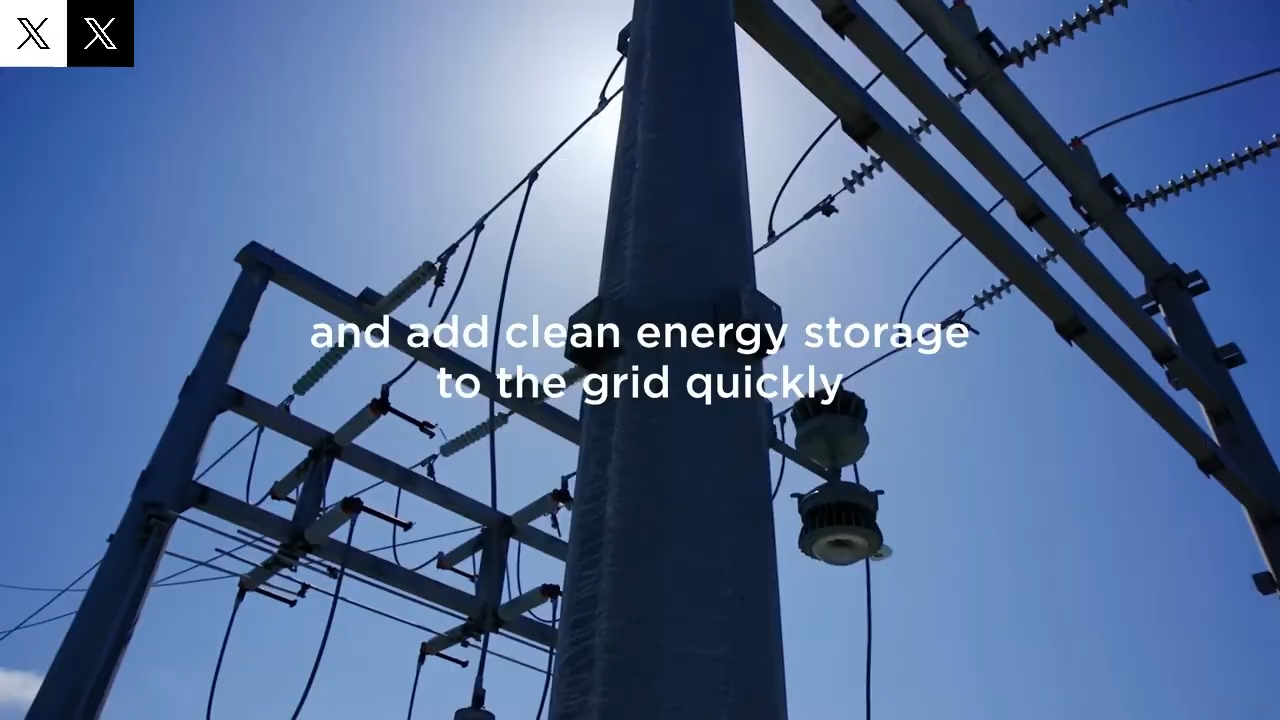 and add clean energy storage
to the grid quickly